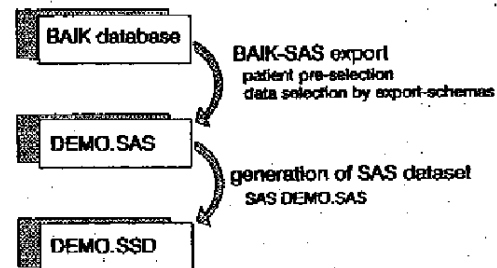 BAIK database
BAIK-SAS export
patient pre-selection
data selection by export-schemas
DEMO.SAS
generation of SAS dataset
SAS DEMO.SAS
DEMO.SSD